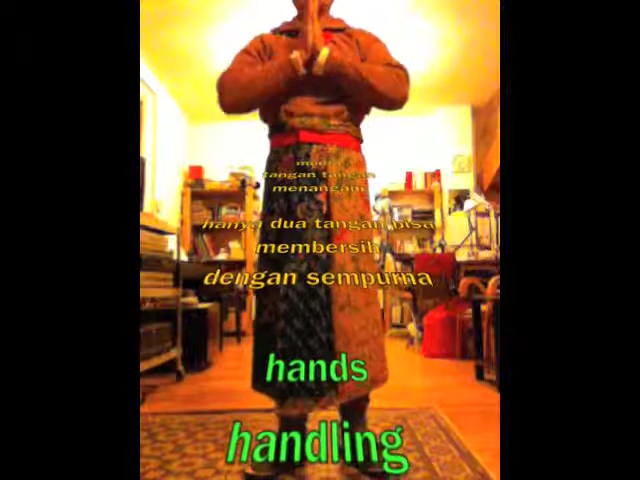 tangan tangan
menangani
hanya dua tangan bisa
membersih
dengan sempurna
hands
handling